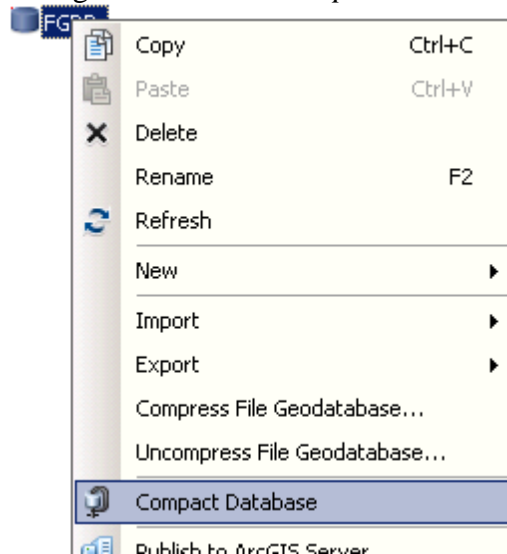 FGDB
Copy Ctrl+C
Paste Ctrl+V
Delete
Rename F2
Refresh
New
Import
Export
Compress File Geodatabase...
Uncompress File Geodatabase...
Compact Database
Publish to ArcGIS Server